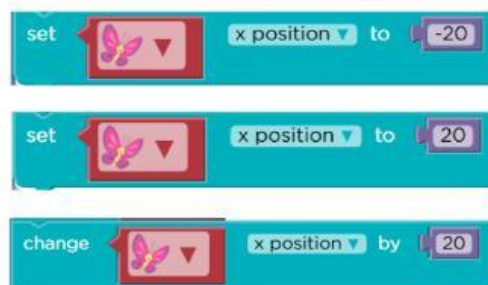 set x position to -20
set x position to 20
change x position by 20